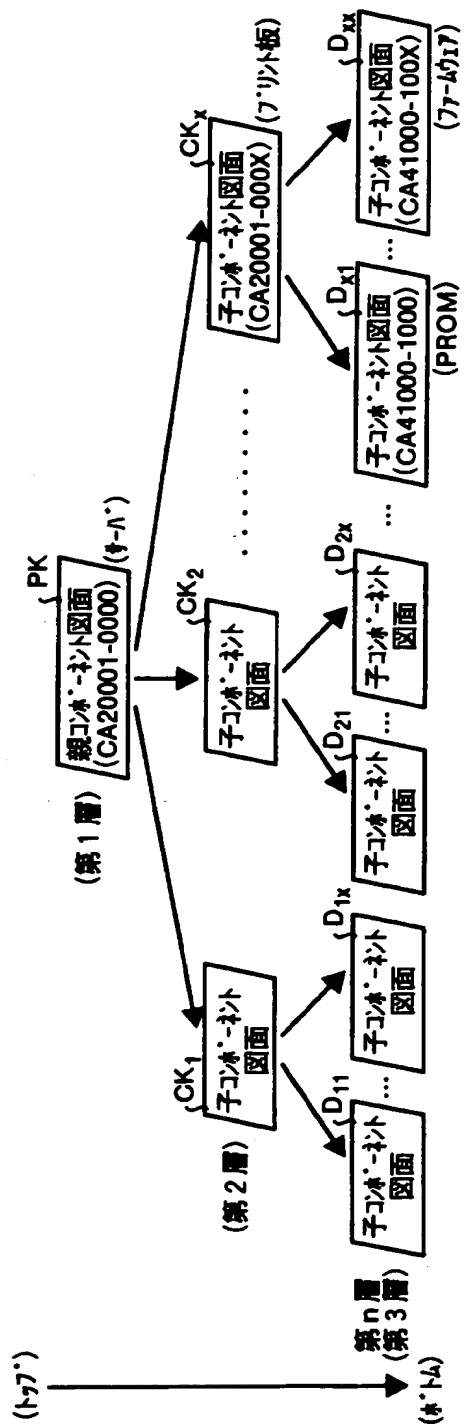 (トップ)
(ボトム)
(第1層)
PK
親コンポーネント図面
(CA20001-0000)
(サーバ)
(第2層)
CK1
子コンポーネント
図面
CK2
子コンポーネント
図面
........
CKX
子コンポーネント図面
(CA20001-000X)
(プリント板)
第n層
(第3層)
D11
子コンポーネント
図面
...
D1x
子コンポーネント
図面
D21
子コンポーネント
図面
...
D2x
子コンポーネント
図面
...
DX1
子コンポーネント図面
(CA41000-1000)
(PROM)
...
DXX
子コンポーネント図面
(CA41000-100X)
(ファームウェア)